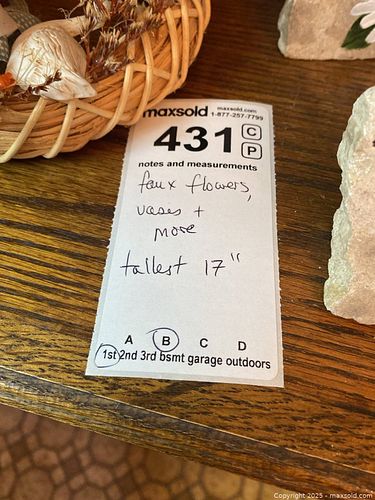 maxsold maxsold.com
1-877-257-7799
431 C
P
notes and measurements
faux flowers,
vases +
more
tallest 17"
A B C D
1st 2nd 3rd bsmt garage outdoors
Copyright 2025 - maxsold.com